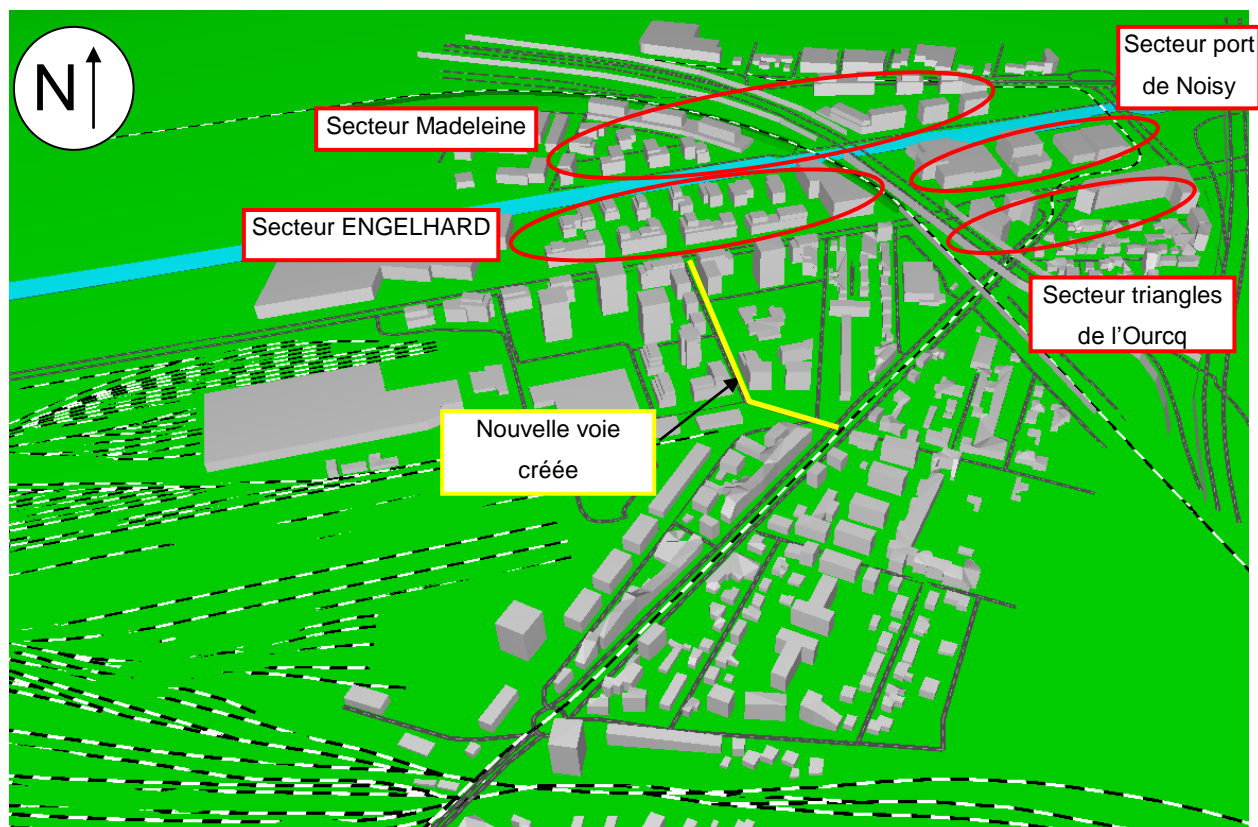 N
Secteur port
de Noisy
Secteur Madeleine
Secteur ENGELHARD
Secteur triangles
de l’Ourcq
Nouvelle voie
créée